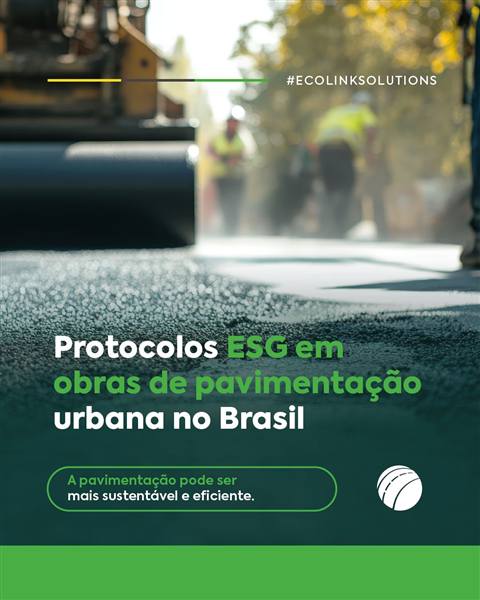 #ECOLINKSOLUTIONS
Protocolos ESG em
obras de pavimentação
urbana no Brasil
A pavimentação pode ser
mais sustentável e eficiente.